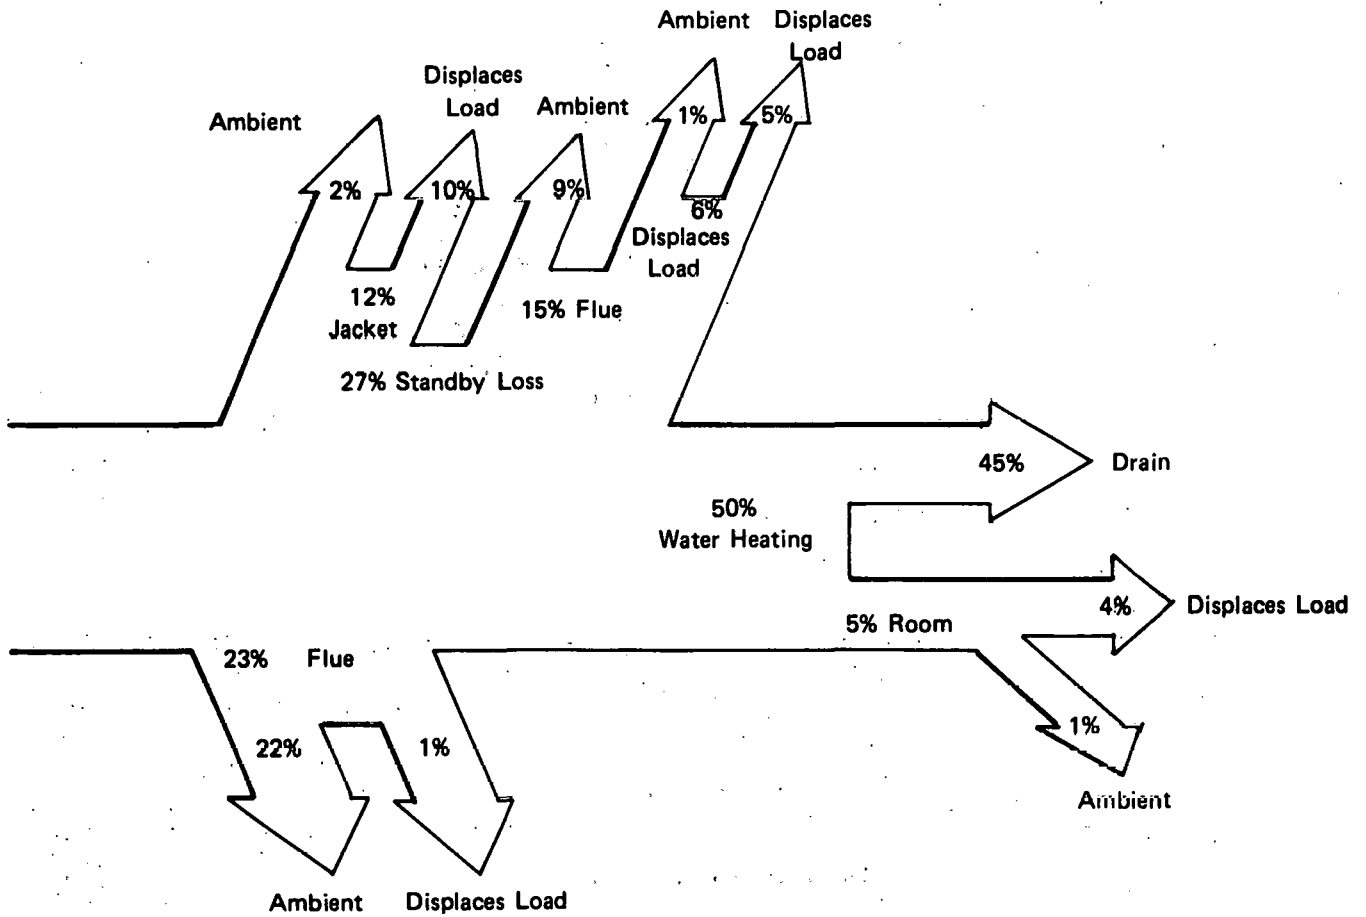 Ambient Displaces
Load
1% 5%
Displaces
Load
Ambient
Ambient
2% 10% 9%
6%
Displaces
Load
12%
Jacket
15% Flue
27% Standby Loss
45% Drain
50%
Water Heating
4% Displaces Load
5% Room
23% Flue
22% 1%
1%
Ambient
Ambient Displaces Load